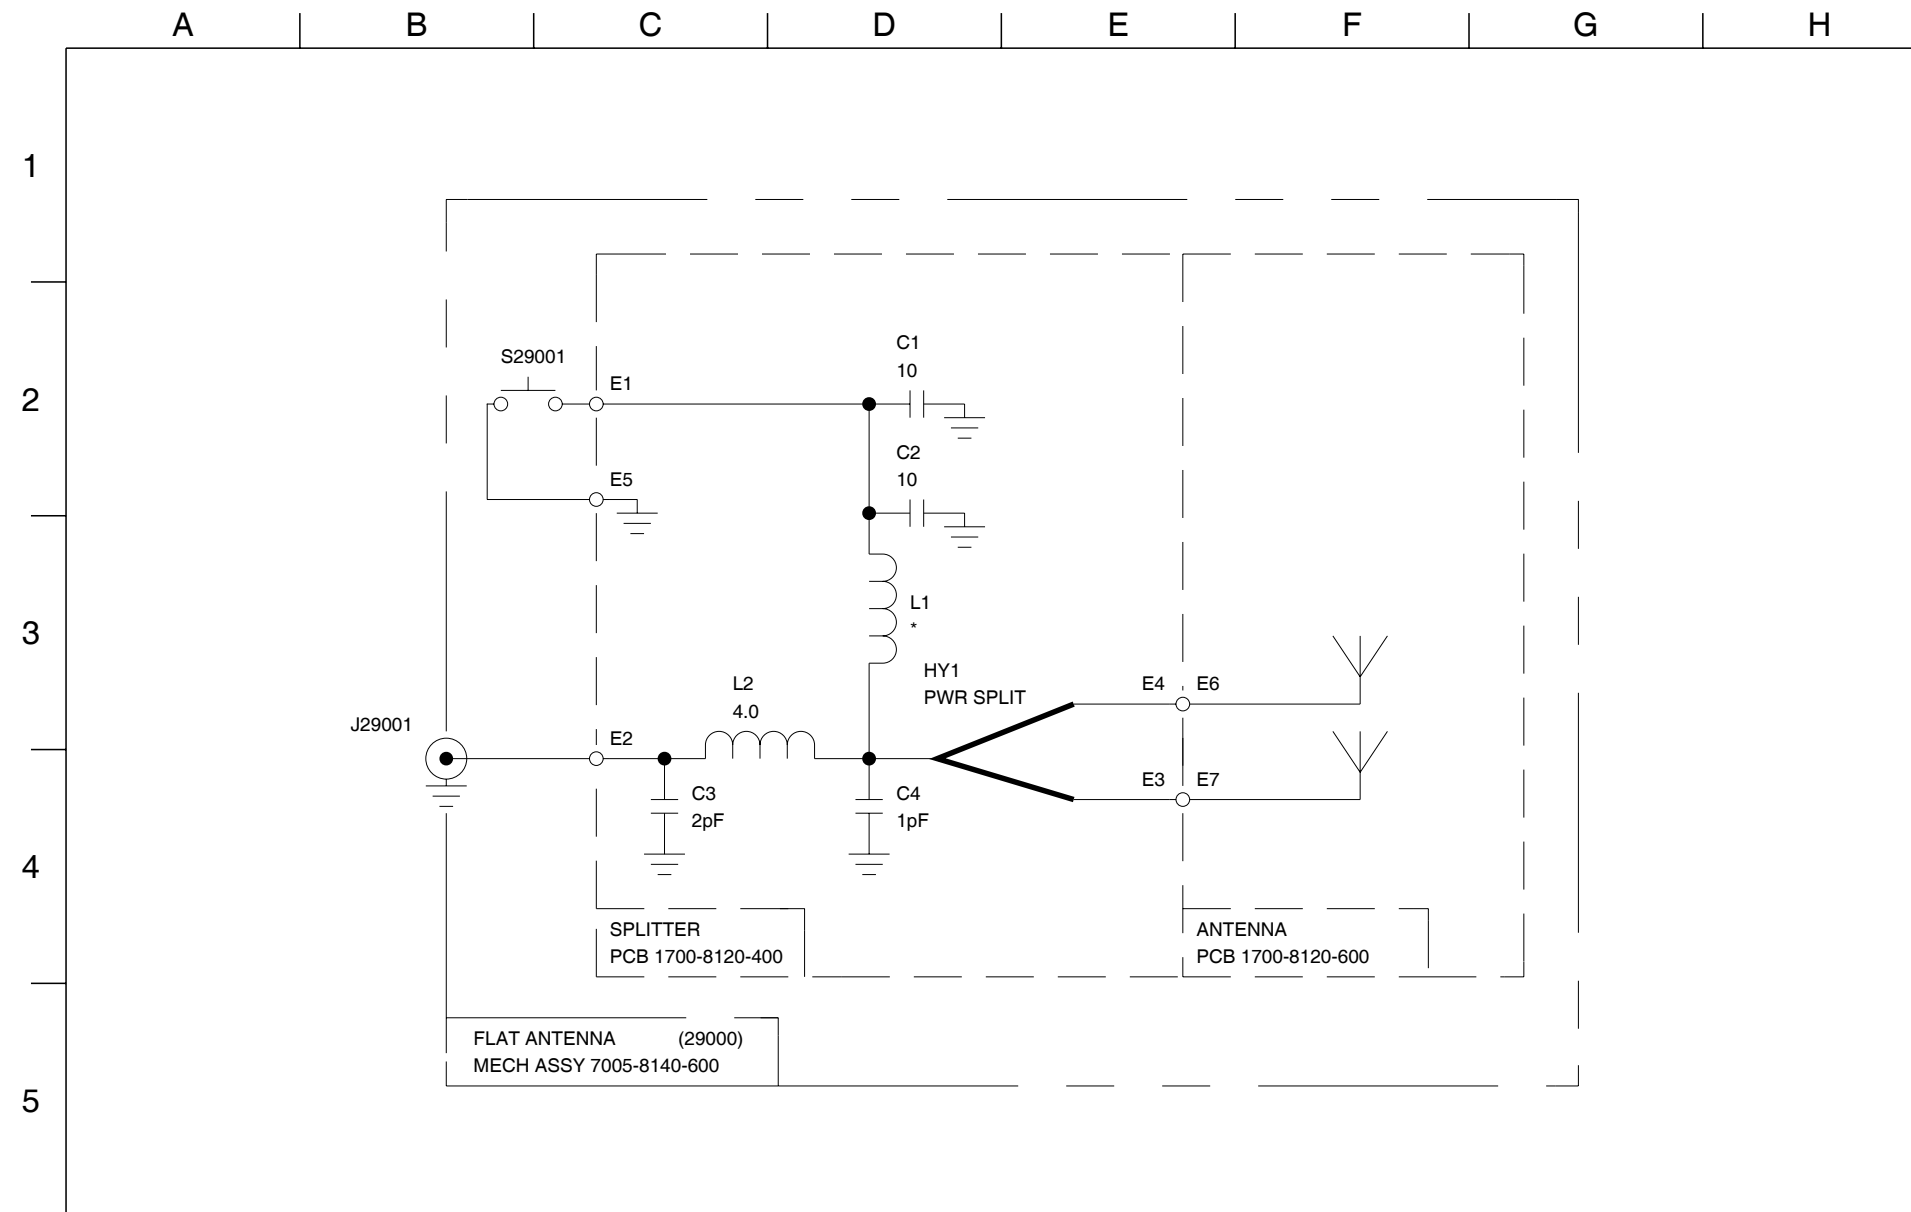 A B C D E F G H
1
C1
S29001
10
E1
2
C2
10
E5
L1
*
3
HY1
L2
E4 E6
PWR SPLIT
4.0
J29001
E2
E3 E7
C3
C4
2pF
1pF
4
SPLITTER
PCB 1700-8120-400
ANTENNA
PCB 1700-8120-600
FLAT ANTENNA (29000)
MECH ASSY 7005-8140-600
5